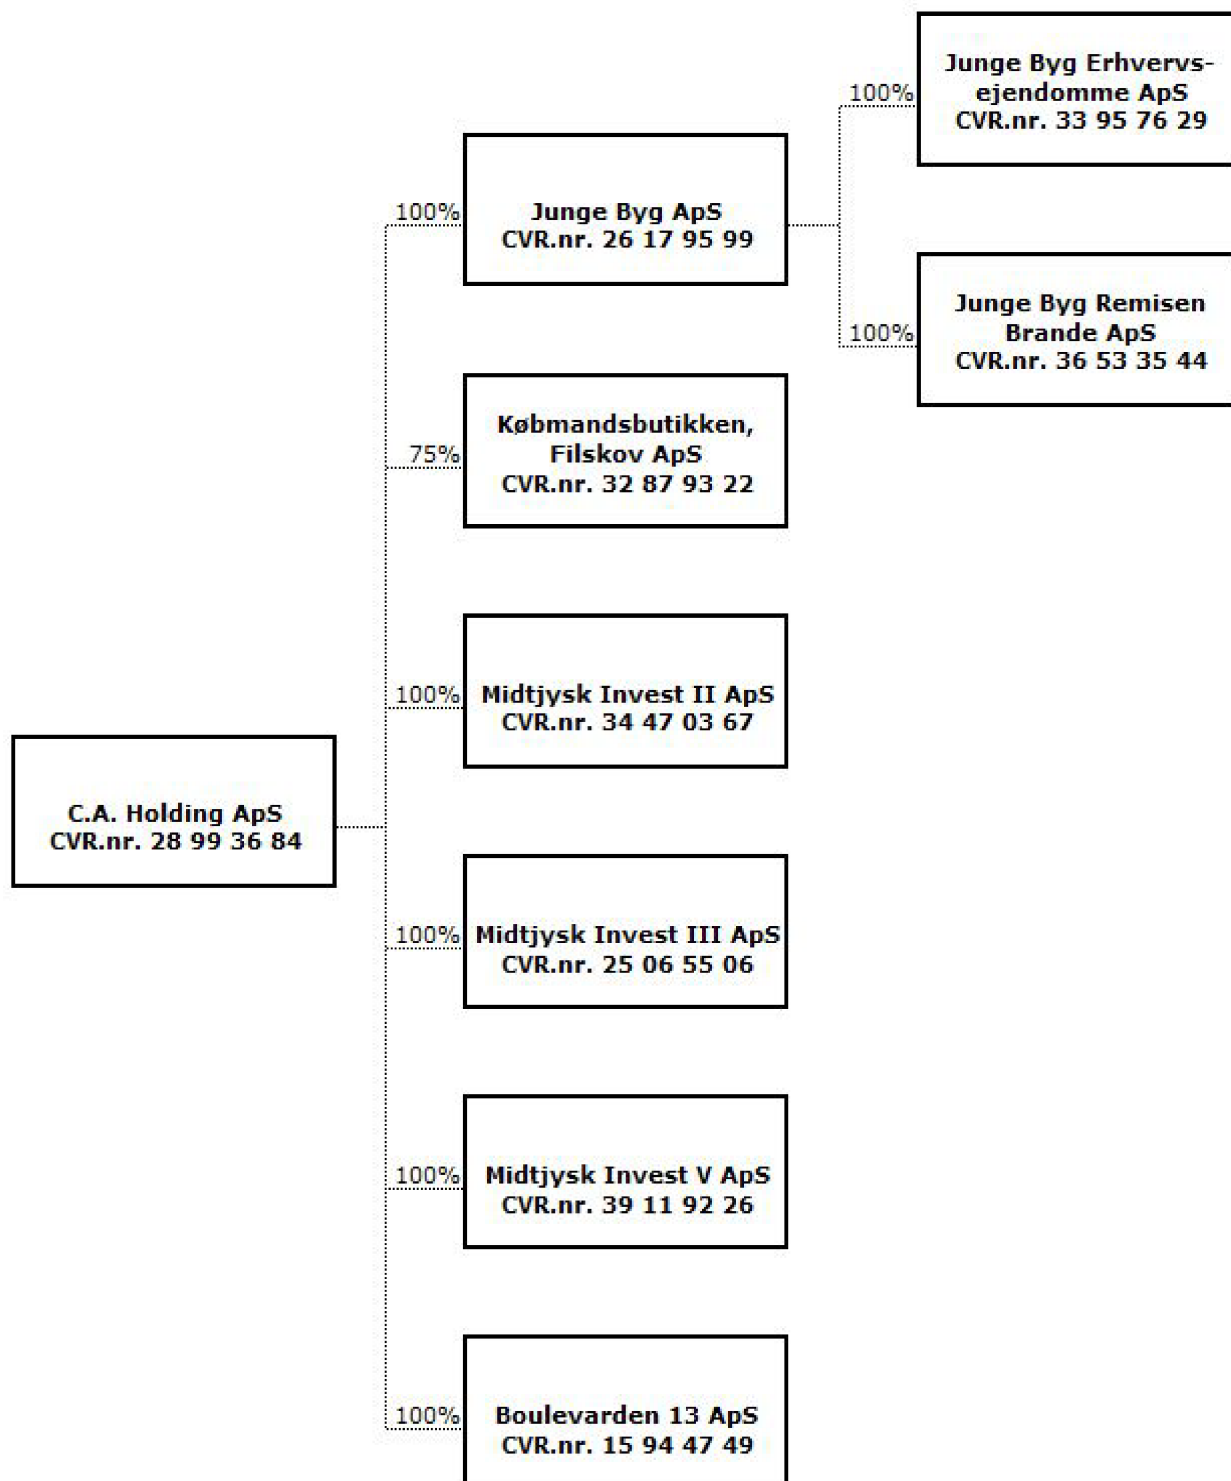 100%
Junge Byg Erhvervs-
ejendomme ApS
CVR.nr. 33 95 76 29
100%
Junge Byg ApS
CVR.nr. 26 17 95 99
100%
Junge Byg Remisen
Brande ApS
CVR.nr. 36 53 35 44
75%
Købmandsbutikken,
Filskov ApS
CVR.nr. 32 87 93 22
100%
Midtjysk Invest II ApS
CVR.nr. 34 47 03 67
C.A. Holding ApS
CVR.nr. 28 99 36 84
100%
Midtjysk Invest III ApS
CVR.nr. 25 06 55 06
100%
Midtjysk Invest V ApS
CVR.nr. 39 11 92 26
100%
Boulevarden 13 ApS
CVR.nr. 15 94 47 49